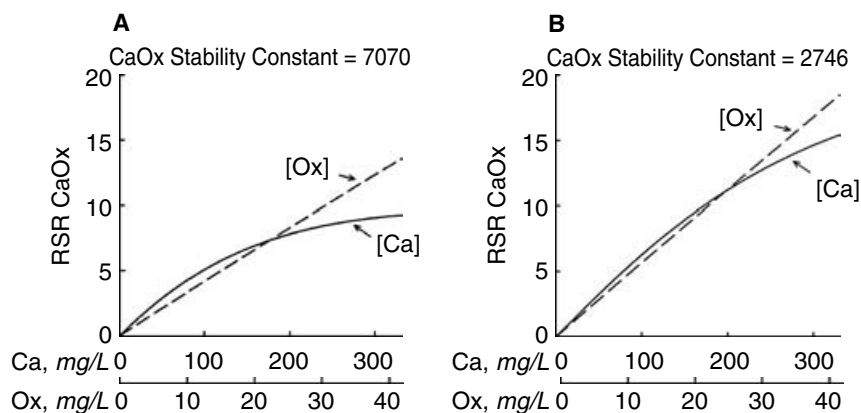 A
CaOx Stability Constant = 7070
20
15
10
5
0
RSR CaOx
[Ox]
[Ca]
Ca, mg/L 0 100 200 300
Ox, mg/L 0 10 20 30 40
B
CaOx Stability Constant = 2746
20
15
10
5
0
RSR CaOx
[Ox]
[Ca]
Ca, mg/L 0 100 200 300
Ox, mg/L 0 10 20 30 40